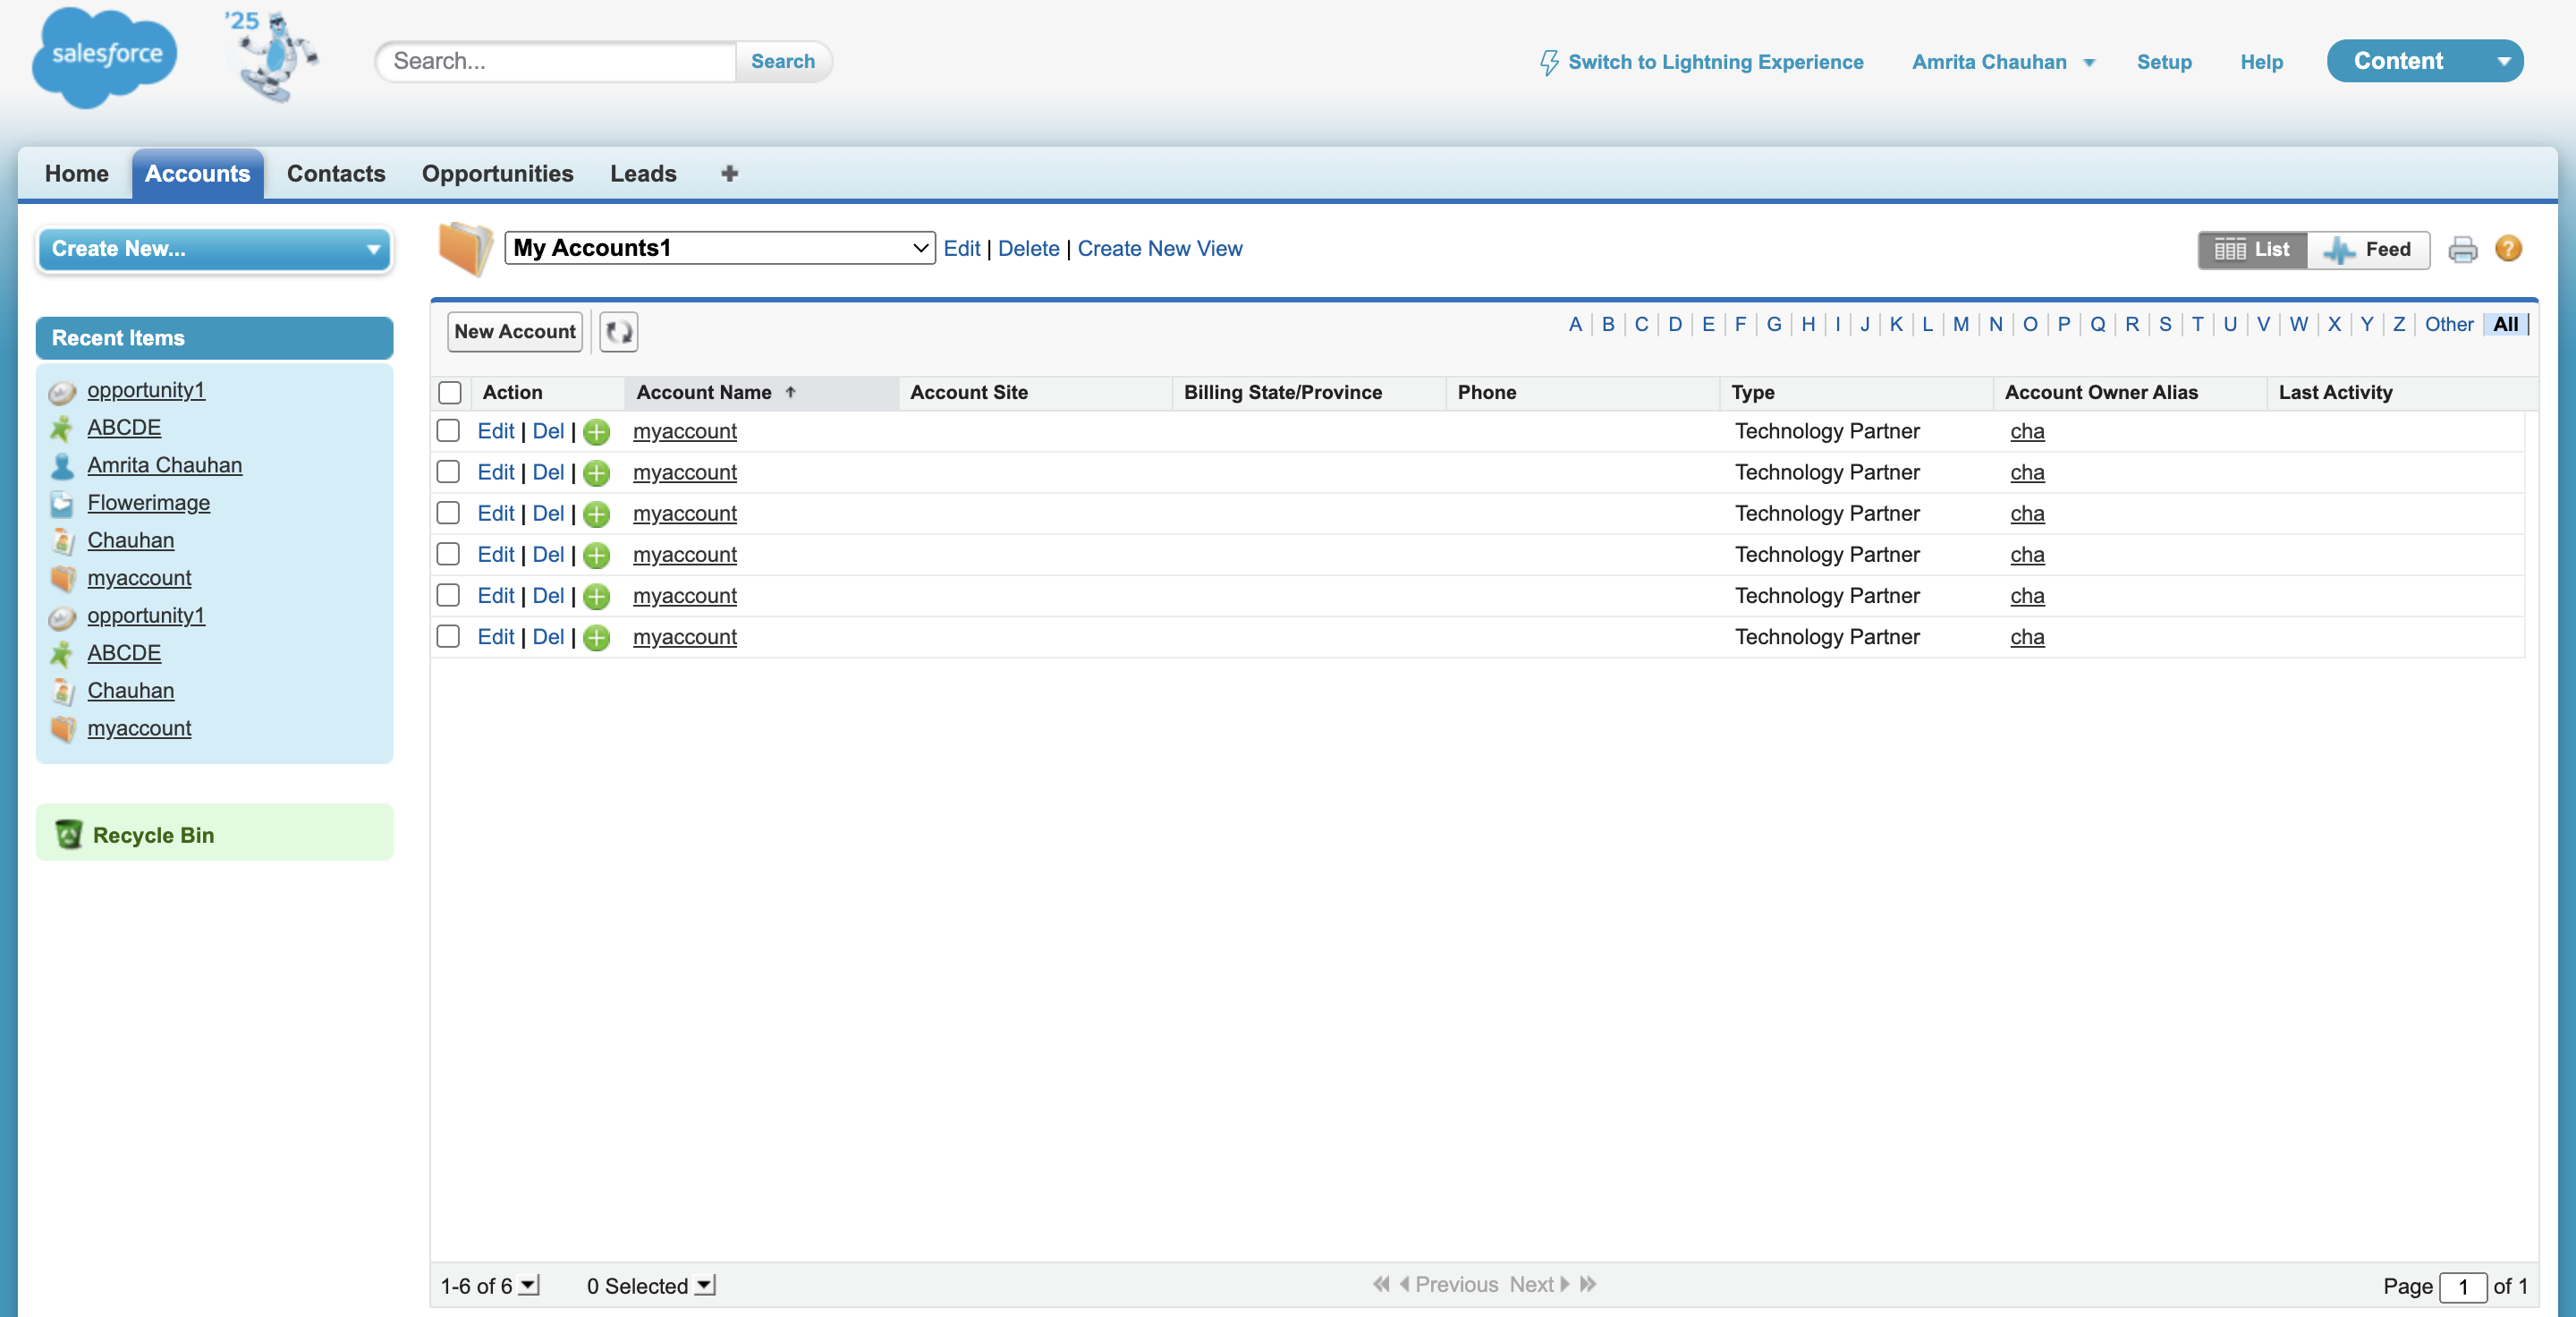 salesforce
'25
Search...
Search
Switch to Lightning Experience
Amrita Chauhan
Setup
Help
Content
Home
Accounts
Contacts
Opportunities
Leads
Create New...
My Accounts1
Edit | Delete | Create New View
List
Feed
Recent Items
opportunity1
ABCDE
Amrita Chauhan
Flowerimage
Chauhan
myaccount
opportunity1
ABCDE
Chauhan
myaccount
Recycle Bin
New Account
A | B | C | D | E | F | G | H | I | J | K | L | M | N | O | P | Q | R | S | T | U | V | W | X | Y | Z | Other | All
Action Account Name Account Site Billing State/Province Phone Type Account Owner Alias Last Activity
Edit | Del | myaccount Technology Partner cha
Edit | Del | myaccount Technology Partner cha
Edit | Del | myaccount Technology Partner cha
Edit | Del | myaccount Technology Partner cha
Edit | Del | myaccount Technology Partner cha
Edit | Del | myaccount Technology Partner cha
1-6 of 6
0 Selected
Previous Next
Page 1 of 1